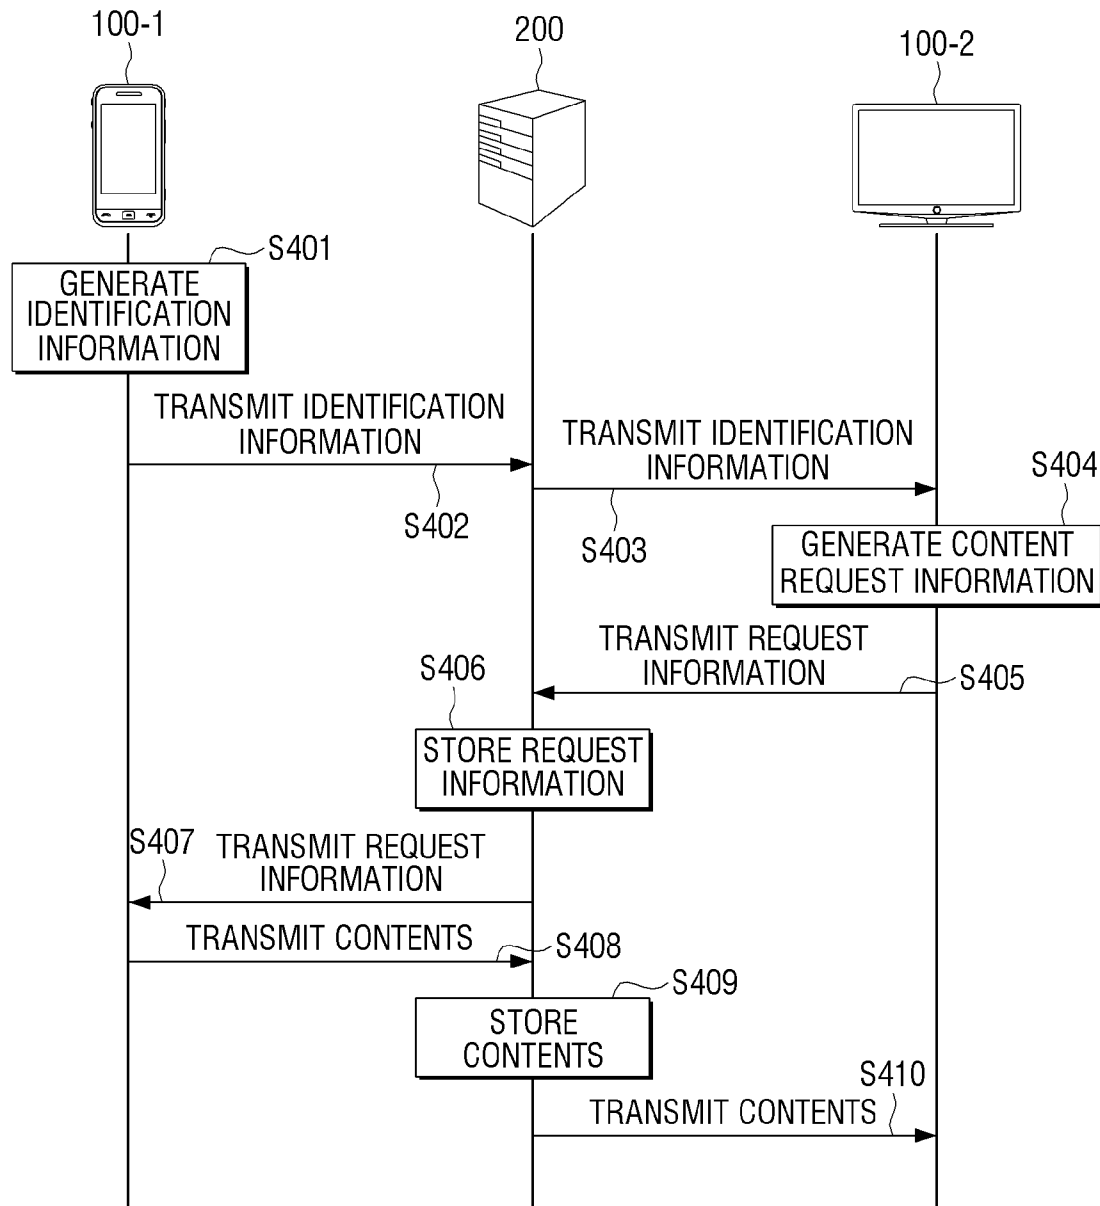 100-1
200
100-2
S401
GENERATE
IDENTIFICATION
INFORMATION
TRANSMIT IDENTIFICATION
INFORMATION
S402
TRANSMIT IDENTIFICATION
INFORMATION
S403
S404
GENERATE CONTENT
REQUEST INFORMATION
TRANSMIT REQUEST
INFORMATION
S405
S406
STORE REQUEST
INFORMATION
S407
TRANSMIT REQUEST
INFORMATION
TRANSMIT CONTENTS
S408
S409
STORE
CONTENTS
S410
TRANSMIT CONTENTS